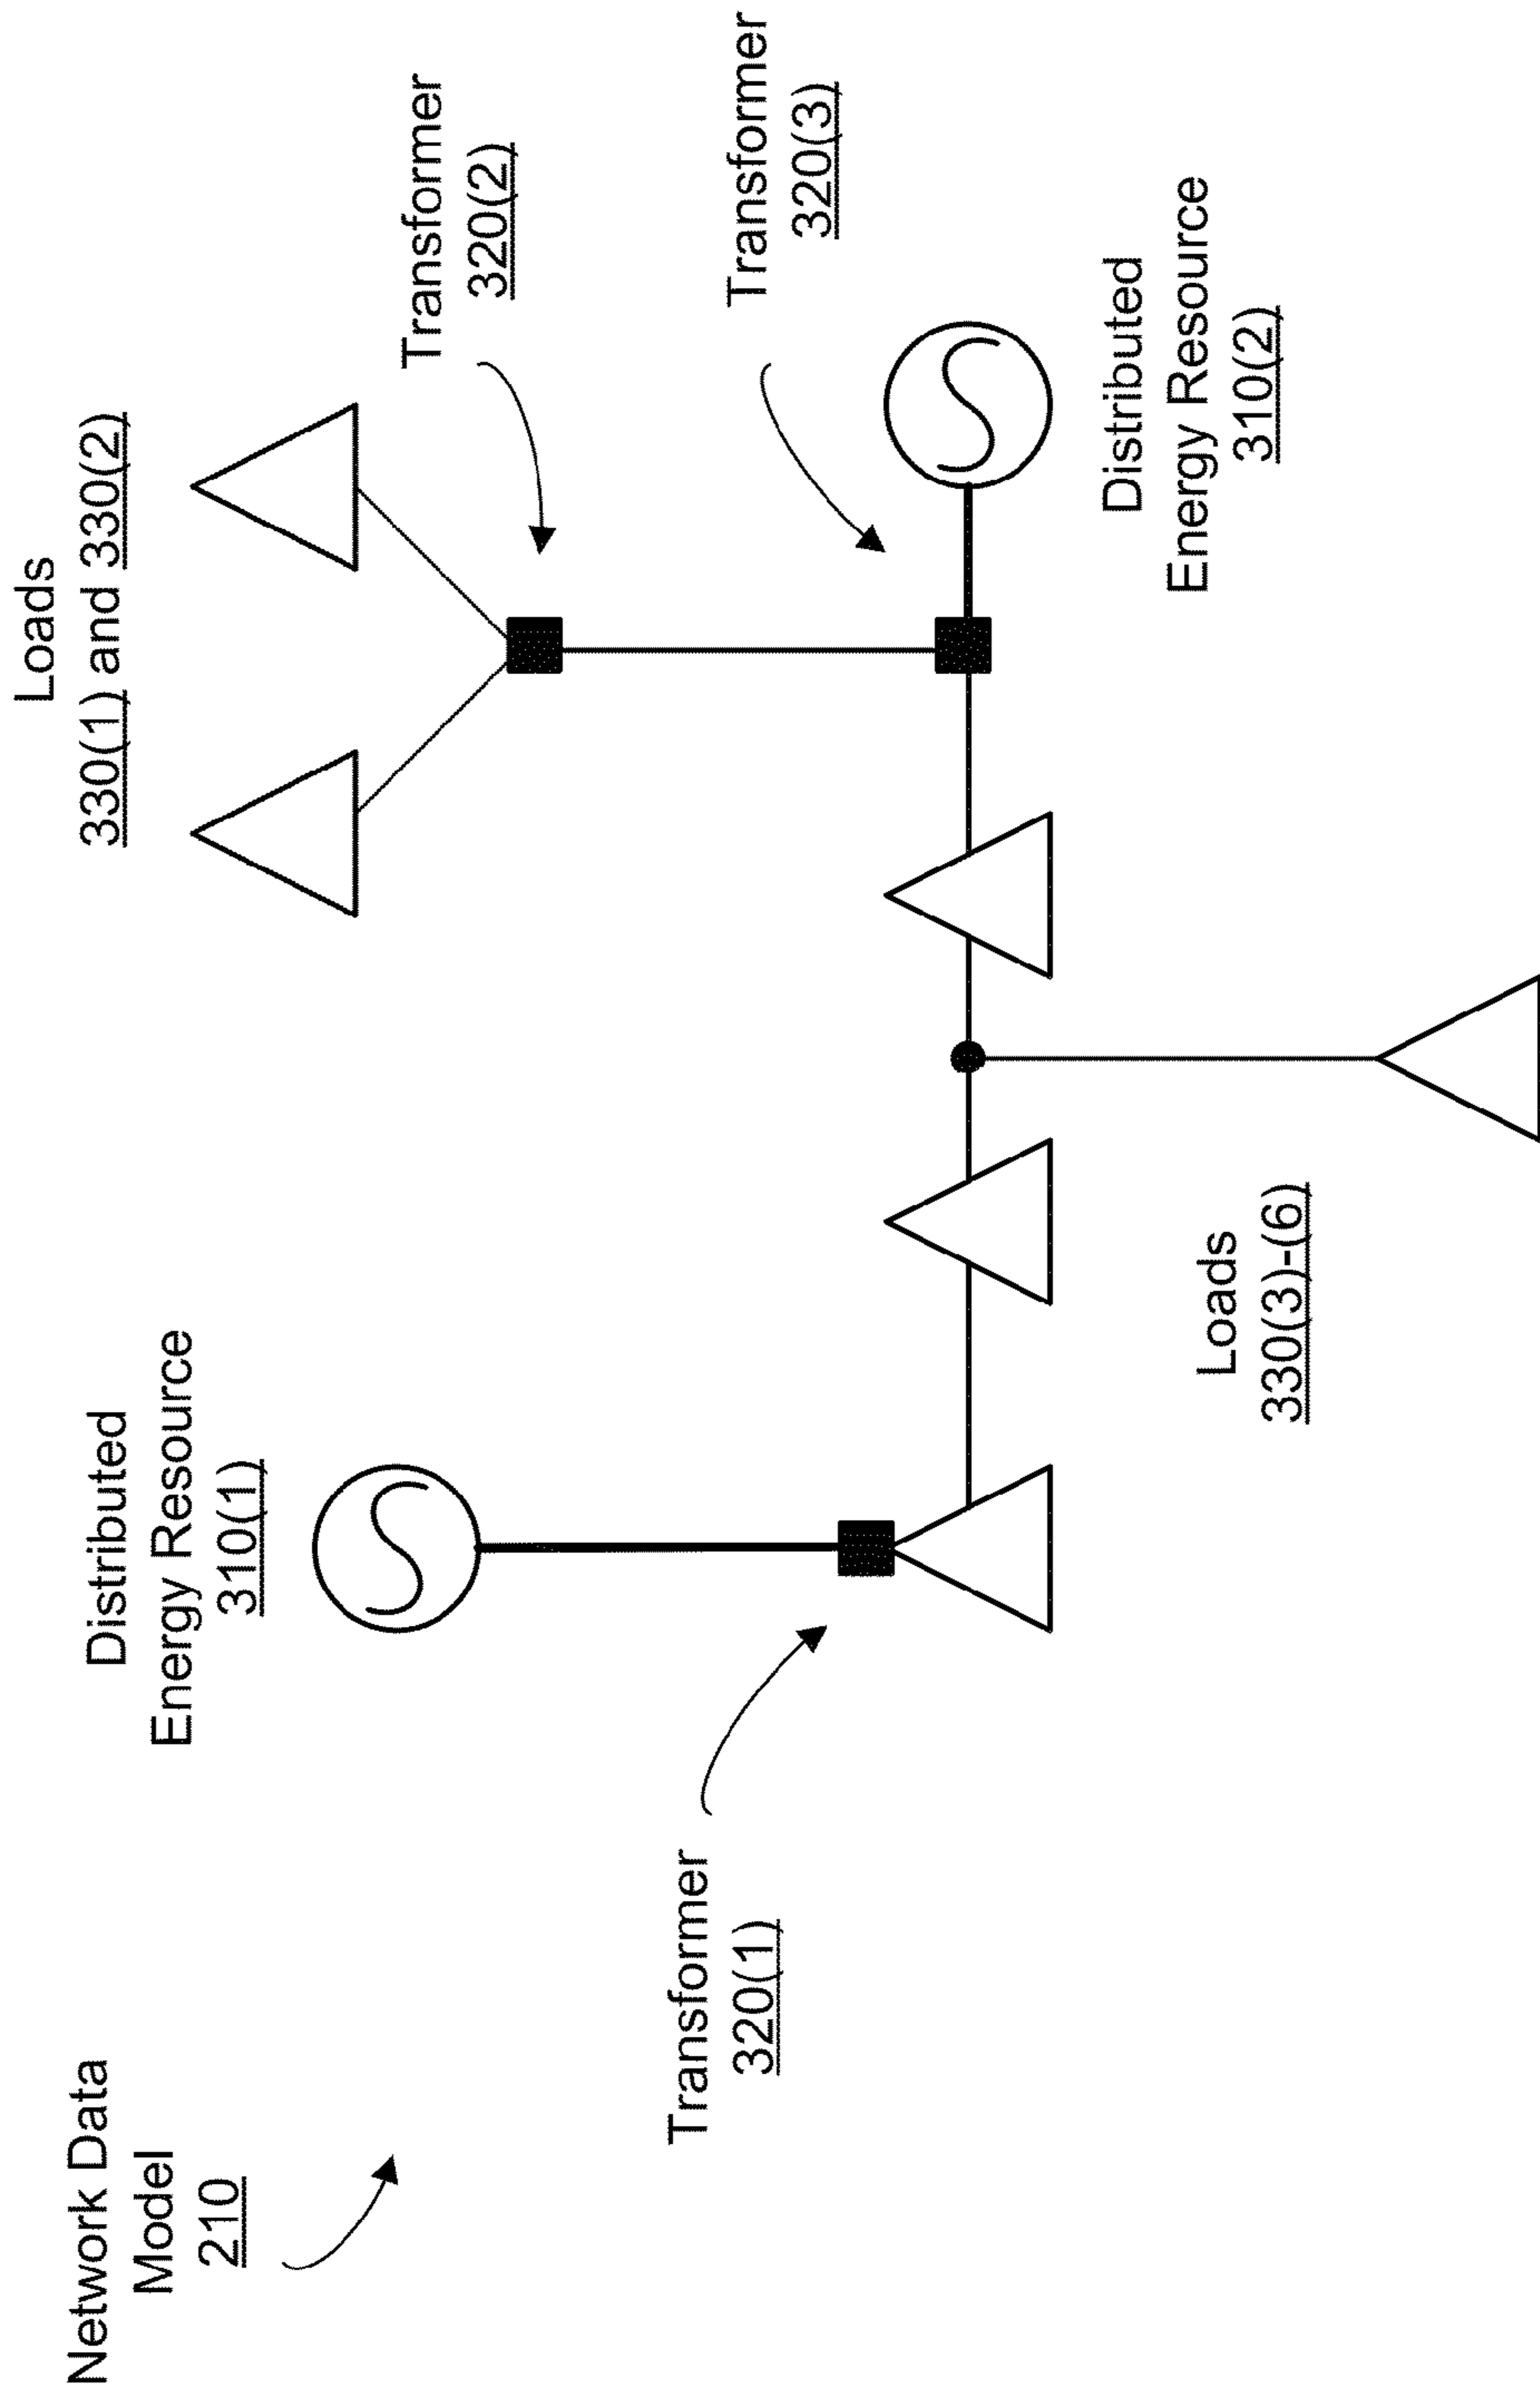 Network Data
Model
210
Distributed
Energy Resource
310(1)
Loads
330(1) and 330(2)
Transformer
320(2)
Transformer
320(1)
Transformer
320(3)
Loads
330(3)-(6)
Distributed
Energy Resource
310(2)